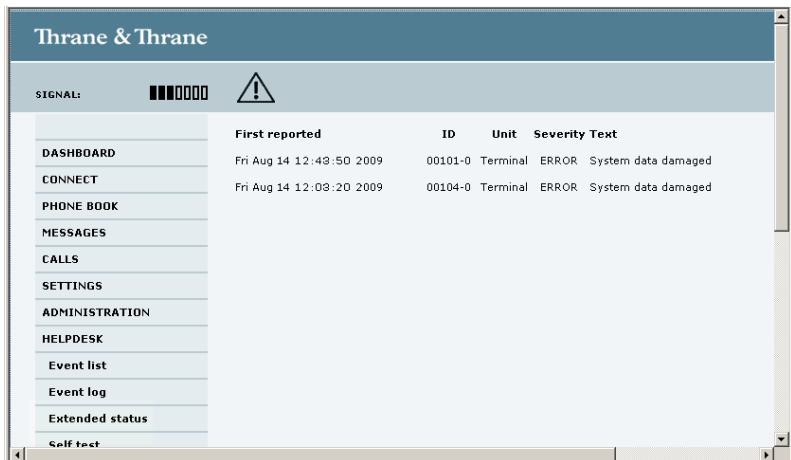 Thrane & Thrane
SIGNAL:
First reported ID Unit Severity Text
Fri Aug 14 12:43:50 2009 00101-0 Terminal ERROR System data damaged
Fri Aug 14 12:03:20 2009 00104-0 Terminal ERROR System data damaged
DASHBOARD
CONNECT
PHONE BOOK
MESSAGES
CALLS
SETTINGS
ADMINISTRATION
HELPDESK
Event list
Event log
Extended status
Self test